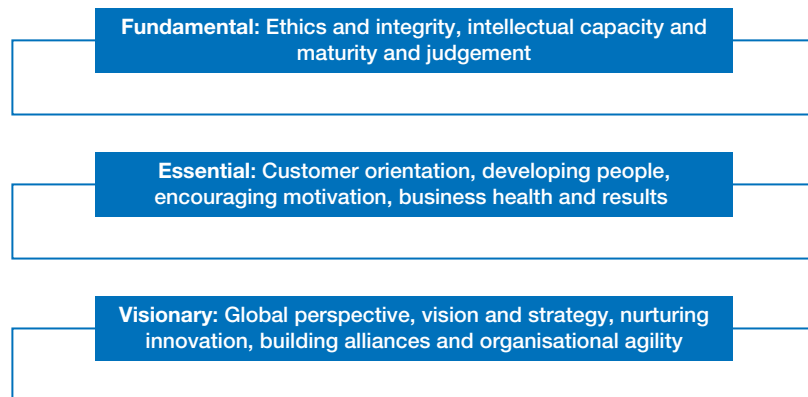 Fundamental: Ethics and integrity, intellectual capacity and
maturity and judgement
Essential: Customer orientation, developing people,
encouraging motivation, business health and results
Visionary: Global perspective, vision and strategy, nurturing
innovation, building alliances and organisational agility